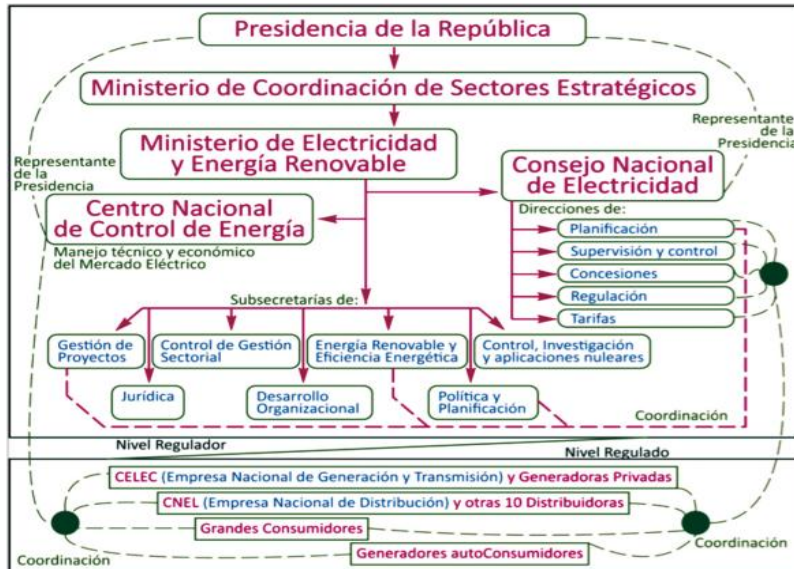 Presidencia de la República
Ministerio de Coordinación de Sectores Estratégicos
Ministerio de Electricidad
y Energía Renovable
Representante
de la
Presidencia
Representante
de la
Presidencia
Consejo Nacional
de Electricidad
Centro Nacional
de Control de Energía
Manejo técnico y económico
del Mercado Eléctrico
Direcciones de:
Planificación
Supervisión y control
Concesiones
Regulación
Tarifas
Subsecretarías de:
Gestión de
Proyectos
Control de Gestión
Sectorial
Energía Renovable y
Eficiencia Energética
Control, Investigación
y aplicaciones nuleares
Jurídica
Desarrollo
Organizacional
Política y
Planificación
Coordinación
Nivel Regulador
Nivel Regulado
CELEC (Empresa Nacional de Generación y Transmisión) y Generadoras Privadas
CNEL (Empresa Nacional de Distribución) y otras 10 Distribuidoras
Grandes Consumidores
Generadores autoConsumidores
Coordinación
Coordinación